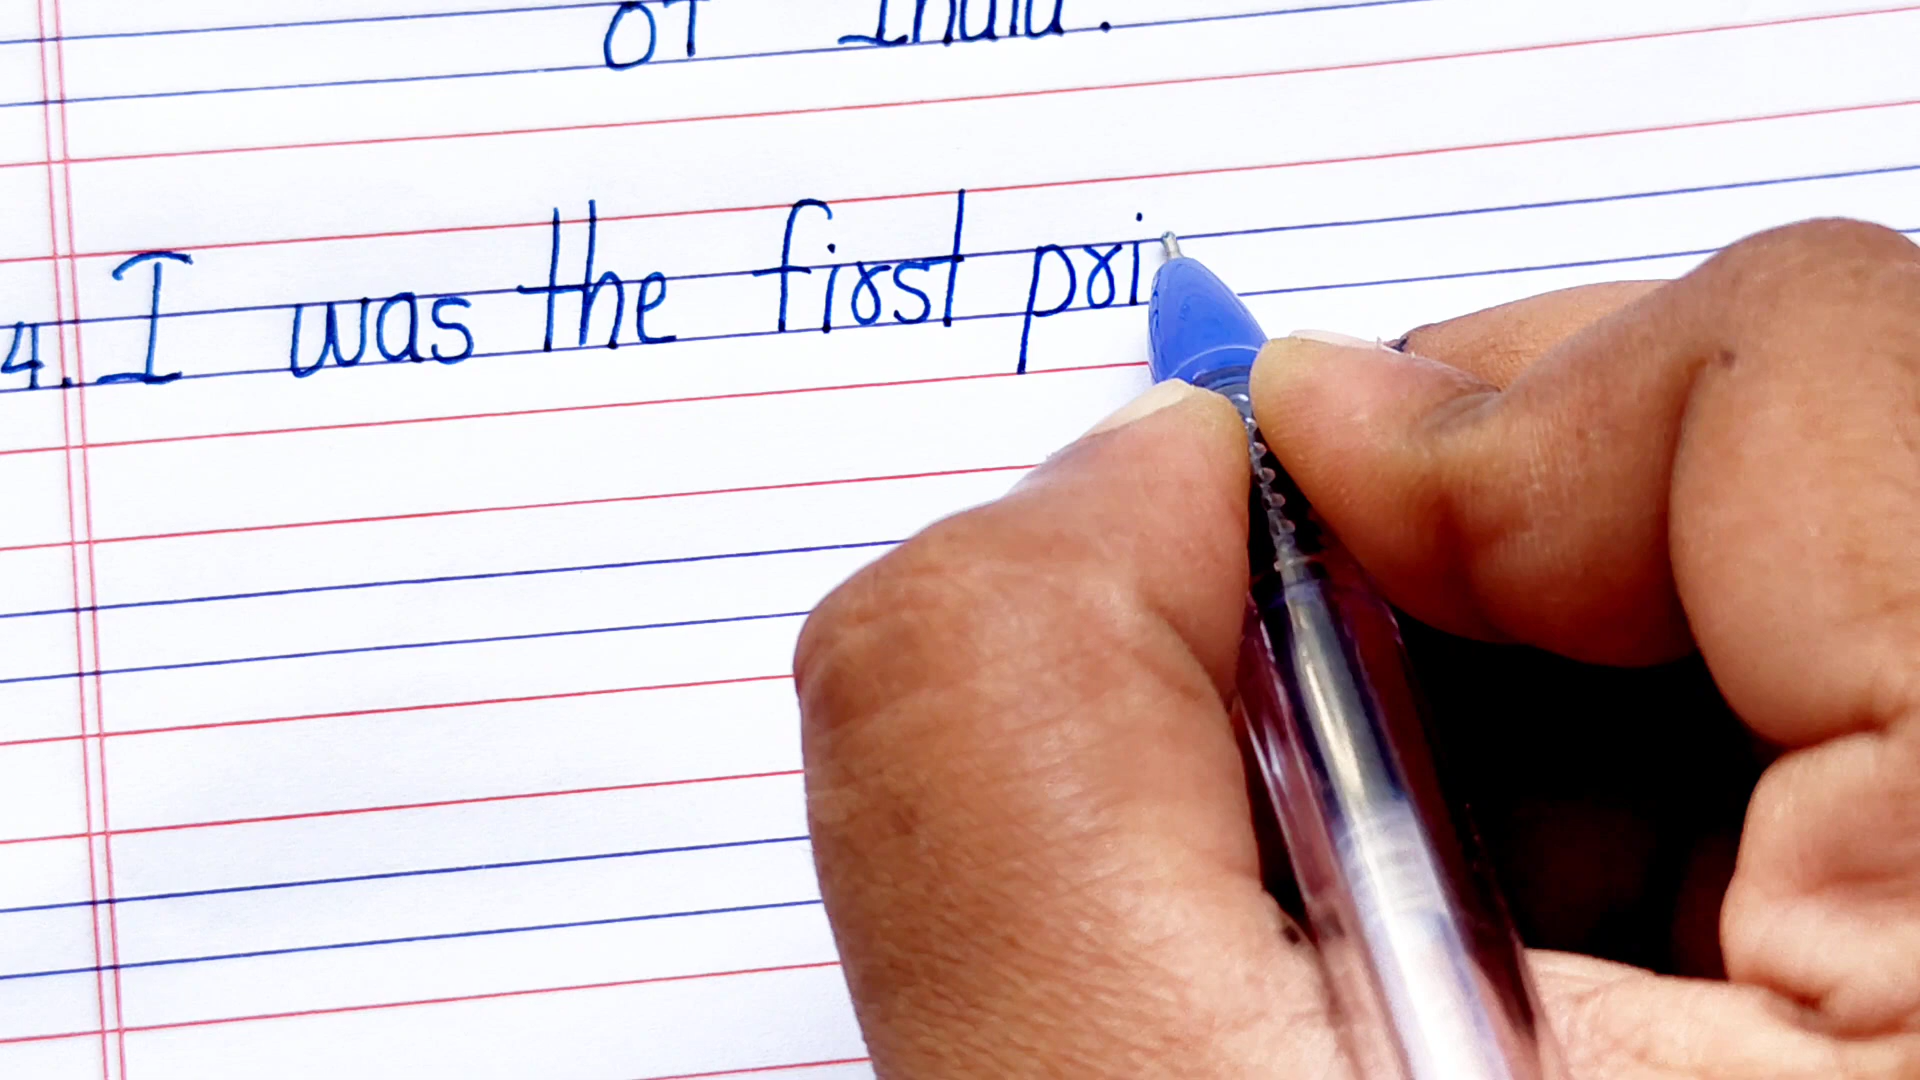 of India.
4. I was the first pri